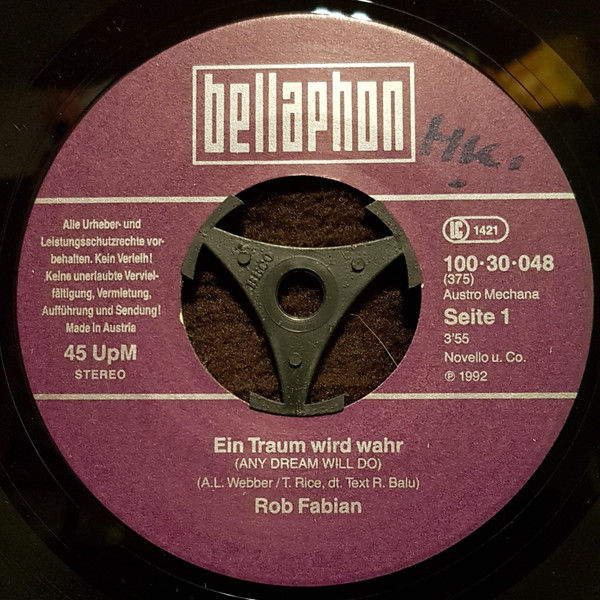 bellaphon
HK.
Alle Urheber- und
Leistungsschutzrechte vor-
behalten. Kein Verleih!
Keine unerlaubte Verviel-
fältigung, Vermietung,
Aufführung und Sendung!
Made in Austria
45 UpM
STEREO
LC 1421
100·30·048
(375)
Austro Mechana
Seite 1
3'55
Novello u. Co.
℗ 1992
Ein Traum wird wahr
(ANY DREAM WILL DO)
(A.L. Webber / T. Rice, dt. Text R. Balu)
Rob Fabian